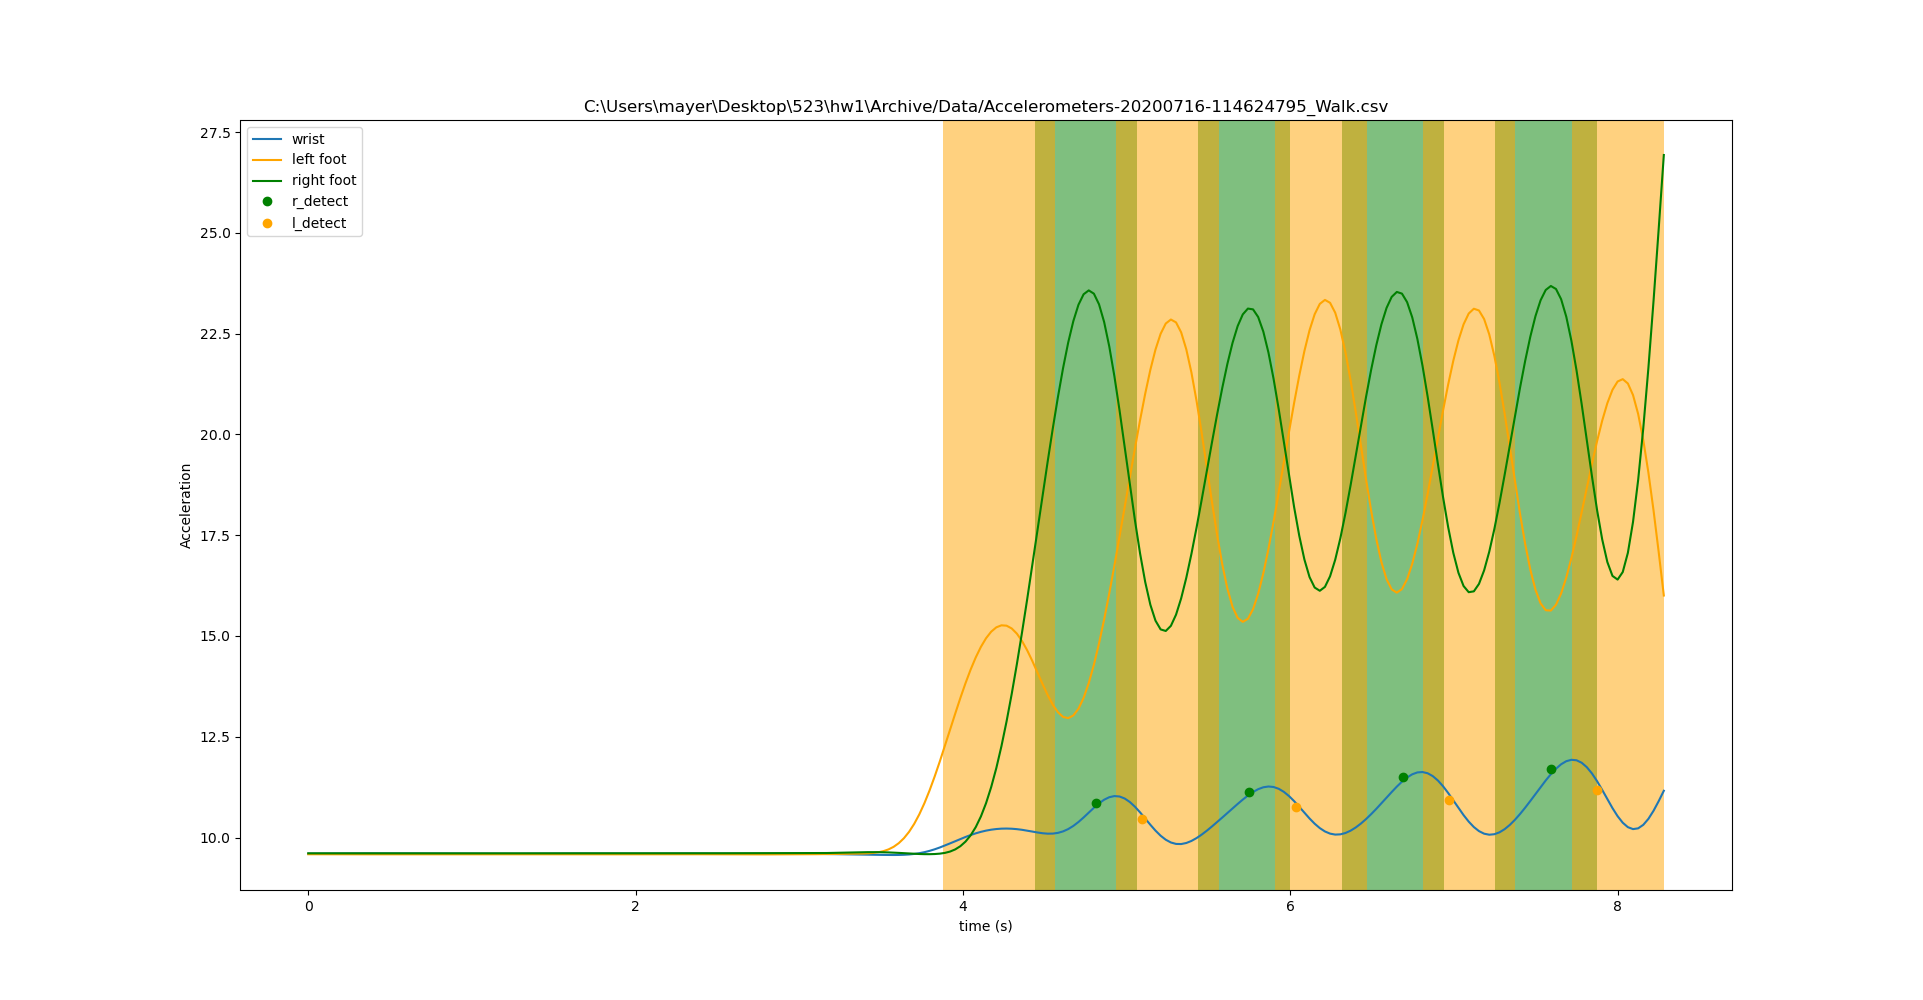 C:\Users\mayer\Desktop\523\hw1\Archive/Data/Accelerometers-20200716-114624795_Walk.csv
wrist
left foot
right foot
r_detect
l_detect
27.5
25.0
22.5
20.0
17.5
15.0
12.5
10.0
Acceleration
0
2
4
6
8
time (s)